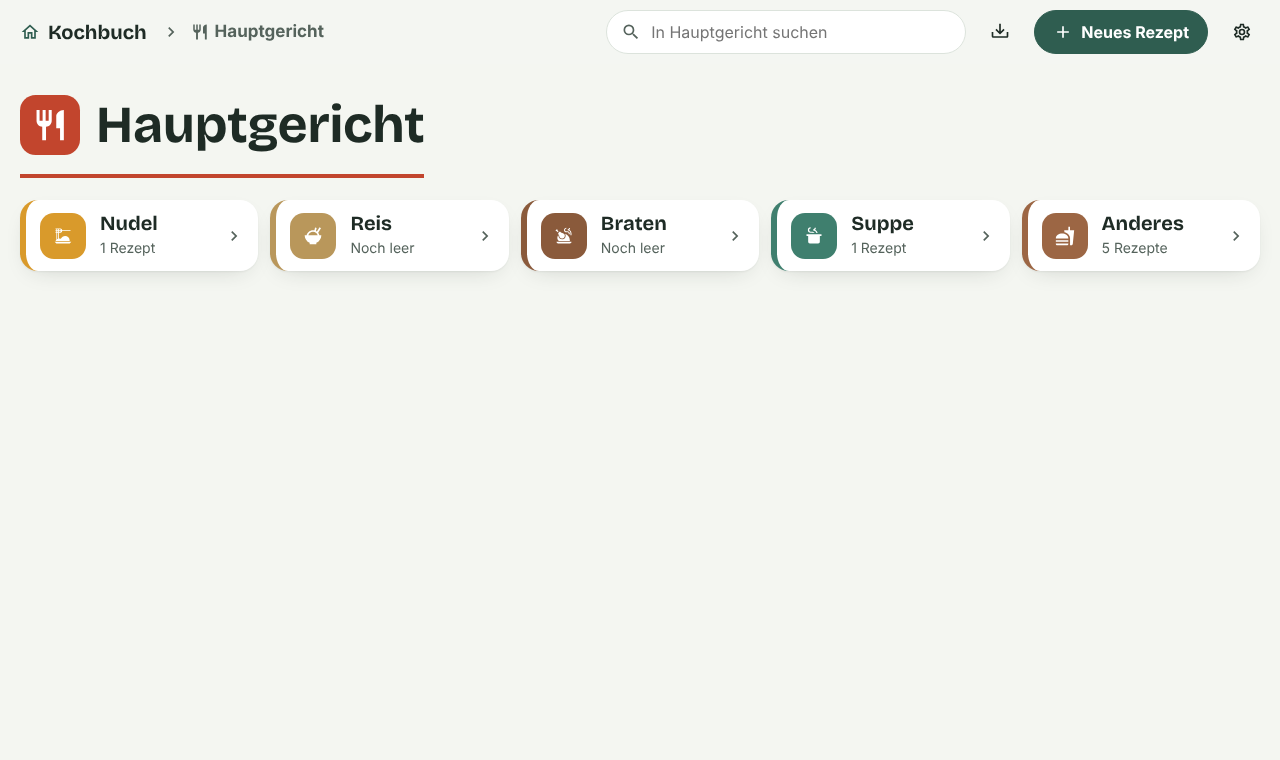 Kochbuch
Hauptgericht
In Hauptgericht suchen
Neues Rezept
Hauptgericht
Nudel
1 Rezept
Reis
Noch leer
Braten
Noch leer
Suppe
1 Rezept
Anderes
5 Rezepte